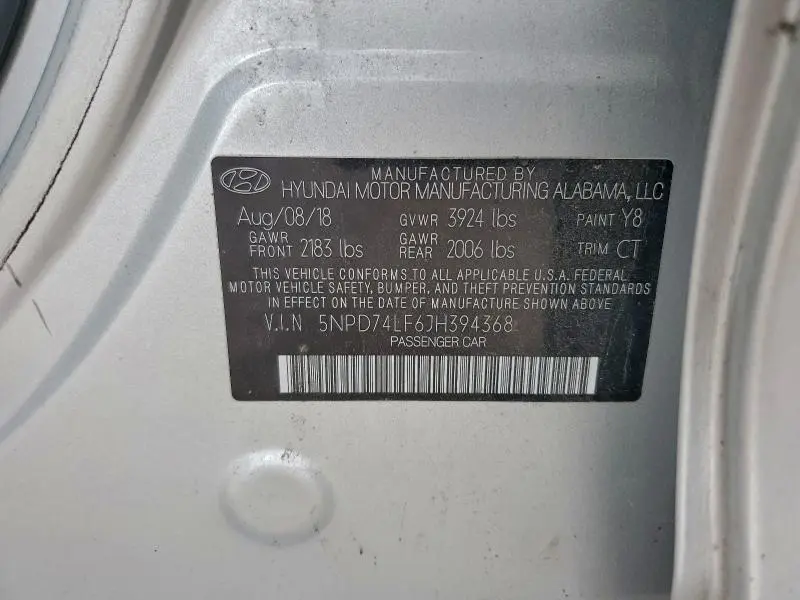 MANUFACTURED BY
HYUNDAI MOTOR MANUFACTURING ALABAMA, LLC
Aug/08/18 GVWR 3924 lbs PAINT Y8
GAWR FRONT 2183 lbs GAWR REAR 2006 lbs TRIM CT
THIS VEHICLE CONFORMS TO ALL APPLICABLE U.S.A. FEDERAL
MOTOR VEHICLE SAFETY, BUMPER, AND THEFT PREVENTION STANDARDS
IN EFFECT ON THE DATE OF MANUFACTURE SHOWN ABOVE
V.I.N 5NPD74LF6JH394368
PASSENGER CAR